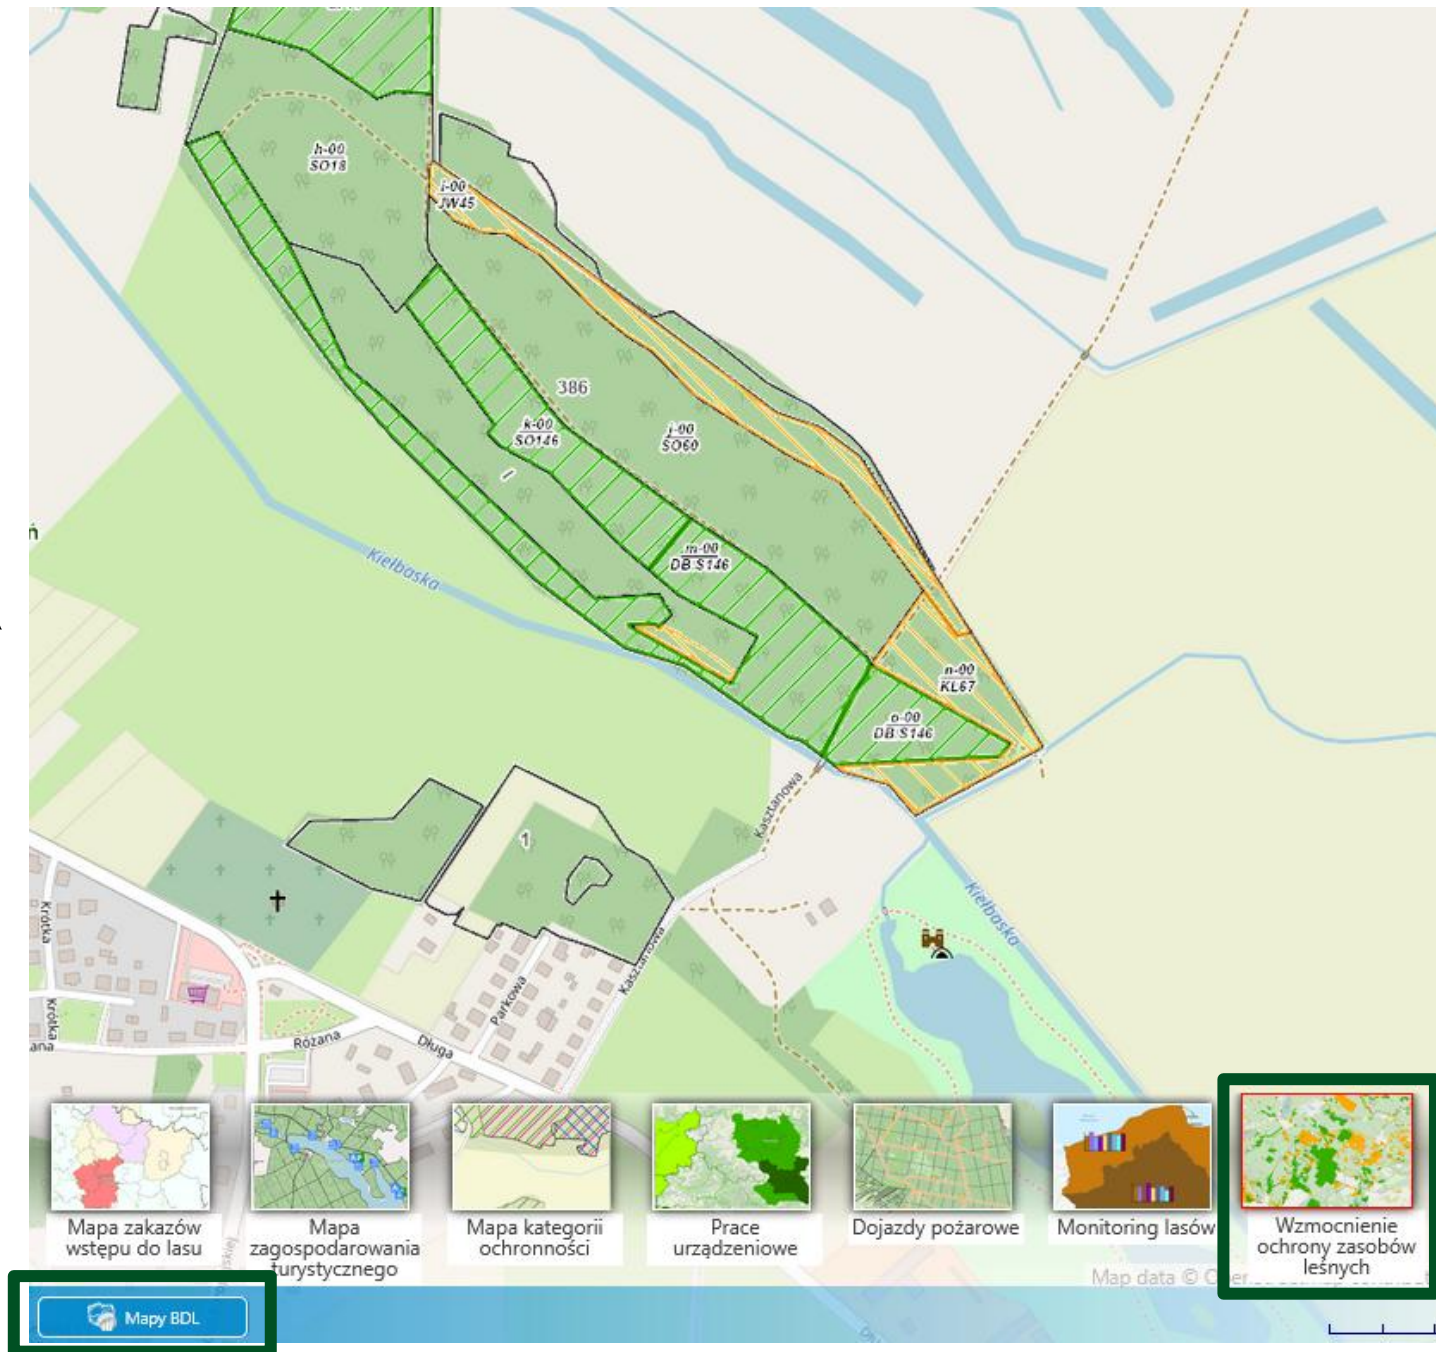 h-00
SO18
i-00
JW45
386
k-00
SO146
j-00
SO60
l
ń
m-00
DB.S146
Kiełbaska
n-00
KL67
o-00
DB.S146
1
Kasztanowa
Kiełbaska
Krótka
Krótka
Kasztanowa
Parkowa
Różana
Długa
ana
Mapa zakazów
wstępu do lasu
Mapa
zagospodarowania
turystycznego
Mapa kategorii
ochronności
Prace
urządzeniowe
Dojazdy pożarowe
Monitoring lasów
Wzmocnienie
ochrony zasobów
leśnych
Map data ©
Mapy BDL